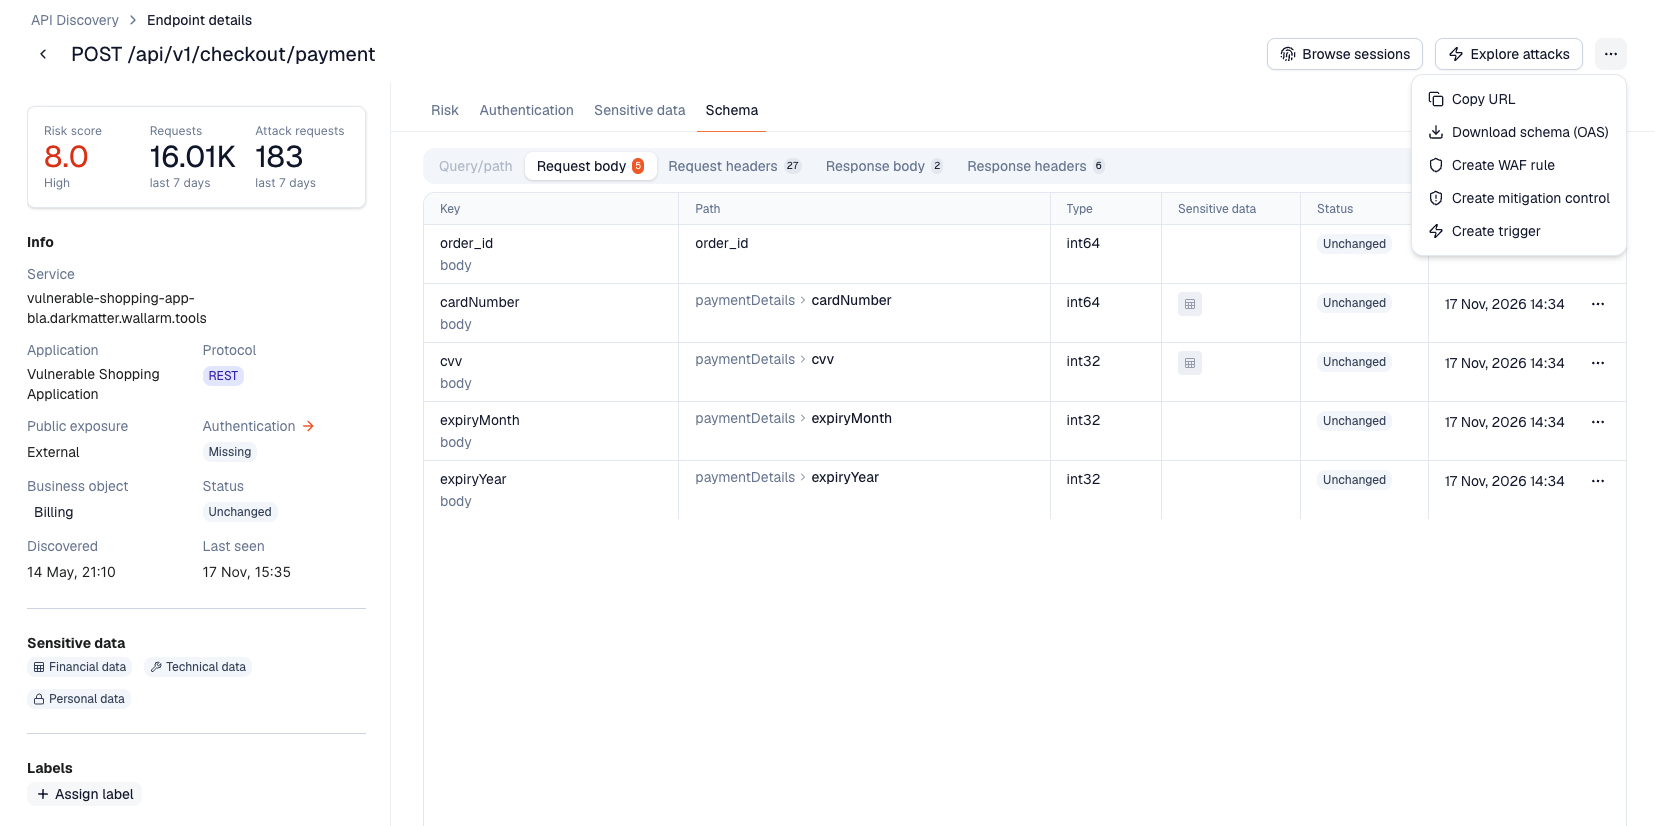 API Discovery > Endpoint details
POST /api/v1/checkout/payment
Browse sessions
Explore attacks
Copy URL
Download schema (OAS)
Create WAF rule
Create mitigation control
Create trigger
Risk score Requests Attack requests
8.0 16.01K 183
High last 7 days last 7 days
Info
Service
vulnerable-shopping-app-
bla.darkmatter.wallarm.tools
Application Protocol
Vulnerable Shopping
Application
REST
Public exposure Authentication
External Missing
Business object Status
Billing Unchanged
Discovered Last seen
14 May, 21:10 17 Nov, 15:35
Sensitive data
Financial data Technical data
Personal data
Labels
+ Assign label
Risk Authentication Sensitive data Schema
Query/path Request body 5 Request headers 27 Response body 2 Response headers 6
Key Path Type Sensitive data Status
order_id order_id int64 Unchanged
body
cardNumber paymentDetails > cardNumber int64 Unchanged 17 Nov, 2026 14:34
body
cvv paymentDetails > cvv int32 Unchanged 17 Nov, 2026 14:34
body
expiryMonth paymentDetails > expiryMonth int32 Unchanged 17 Nov, 2026 14:34
body
expiryYear paymentDetails > expiryYear int32 Unchanged 17 Nov, 2026 14:34
body